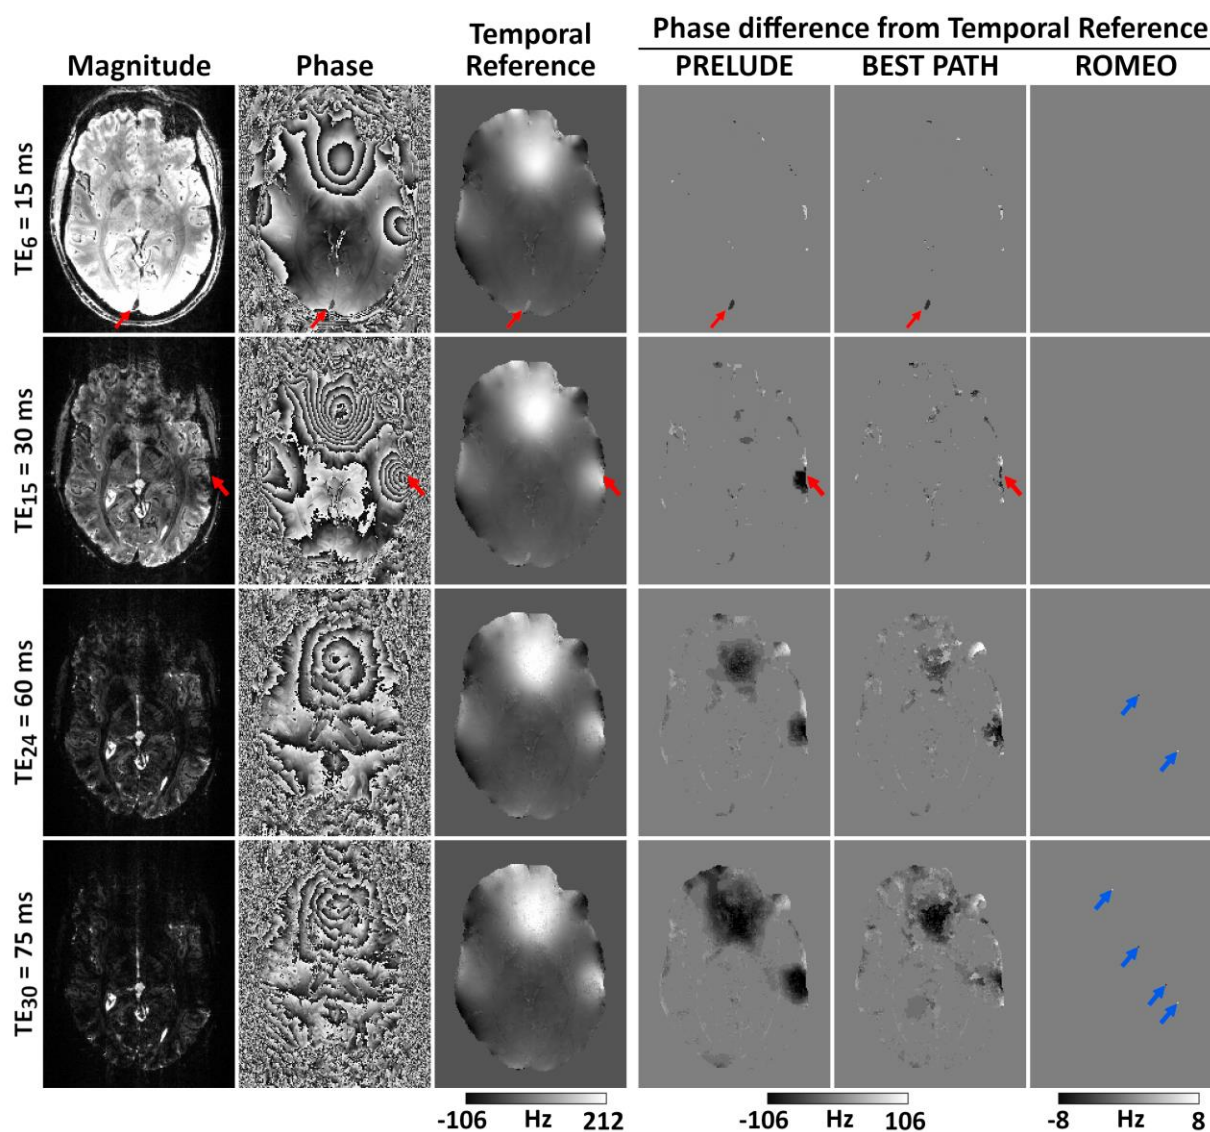 Temporal Reference
Phase difference from Temporal Reference
Magnitude
Phase
PRELUDE
BEST PATH
ROMEO
TE6 = 15 ms
TE15 = 30 ms
TE24 = 60 ms
TE30 = 75 ms
-106 Hz 212
-106 Hz 106
-8 Hz 8